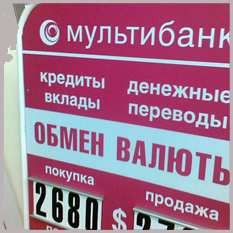 мультибанк
кредиты денежные
вклады переводы
ОБМЕН ВАЛЮТЫ
покупка продажа
2680 $